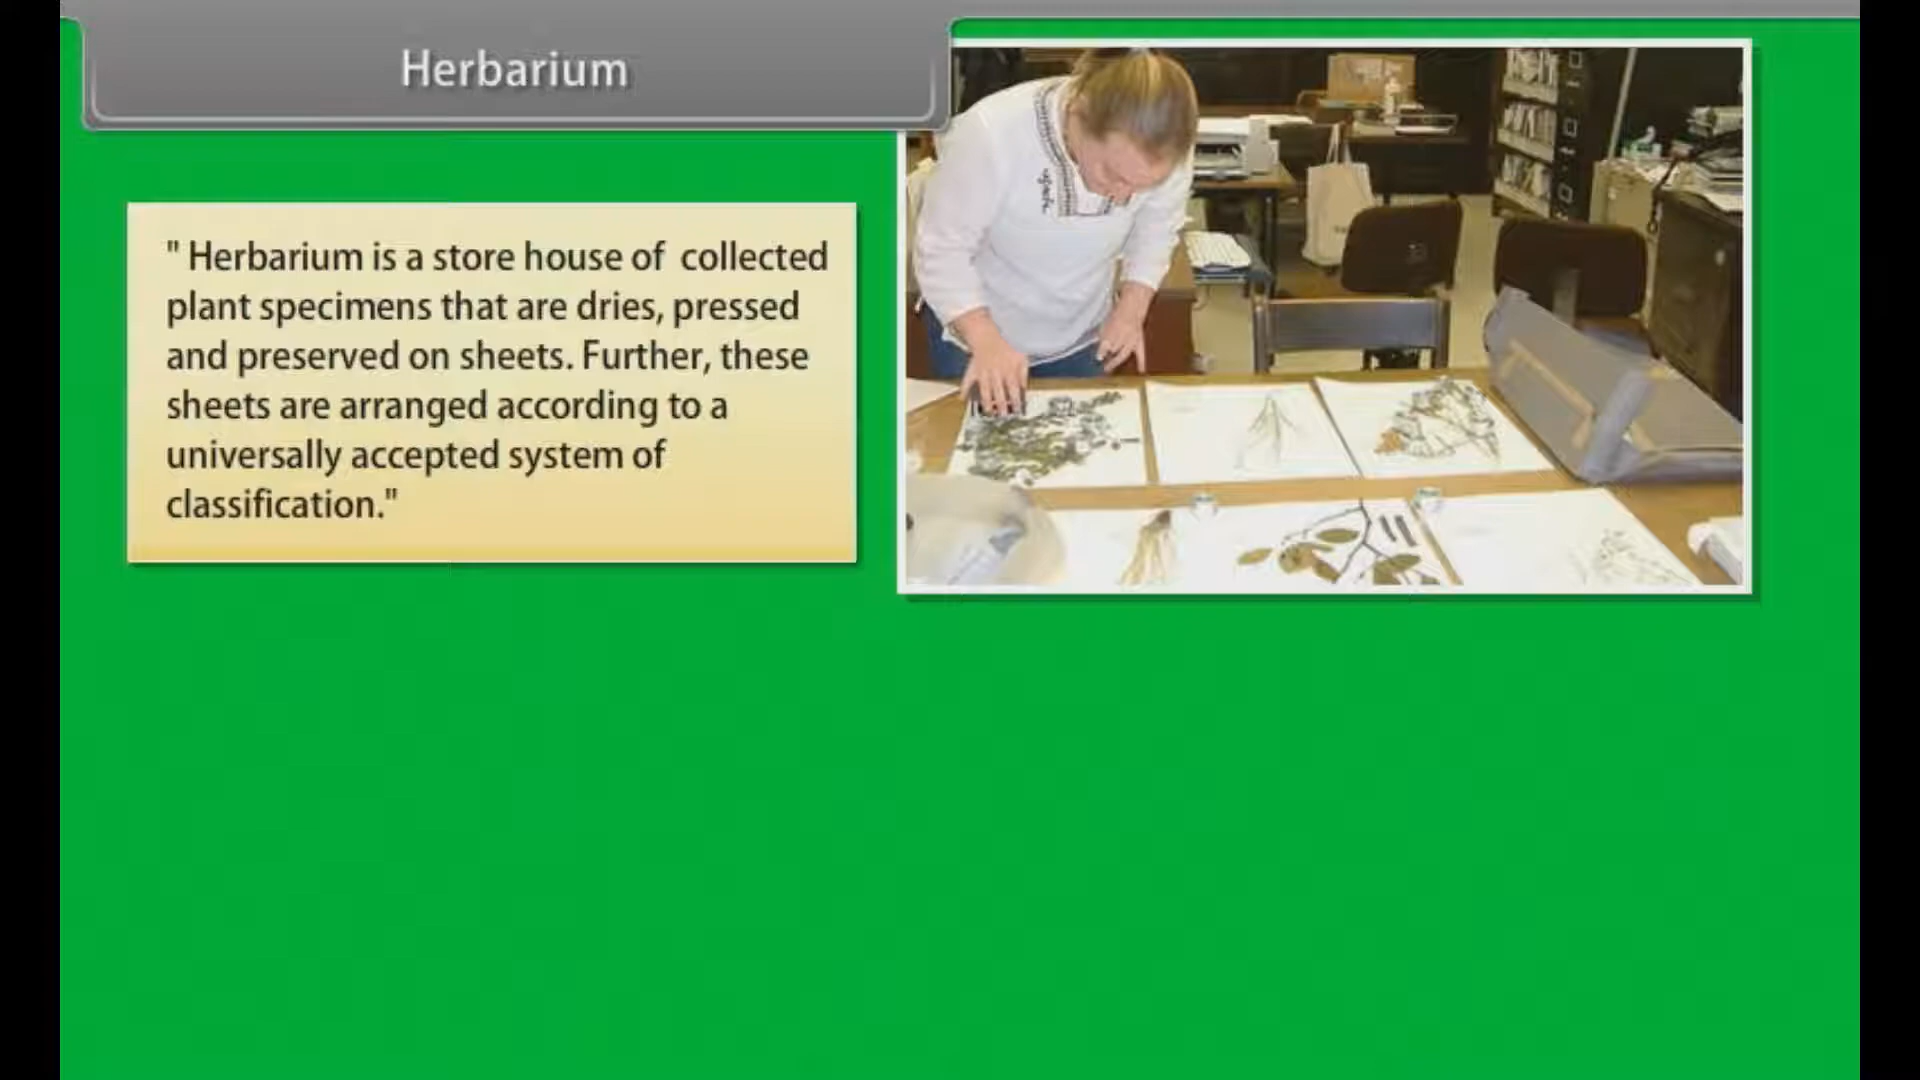 Herbarium
" Herbarium is a store house of collected
plant specimens that are dries, pressed
and preserved on sheets. Further, these
sheets are arranged according to a
universally accepted system of
classification."